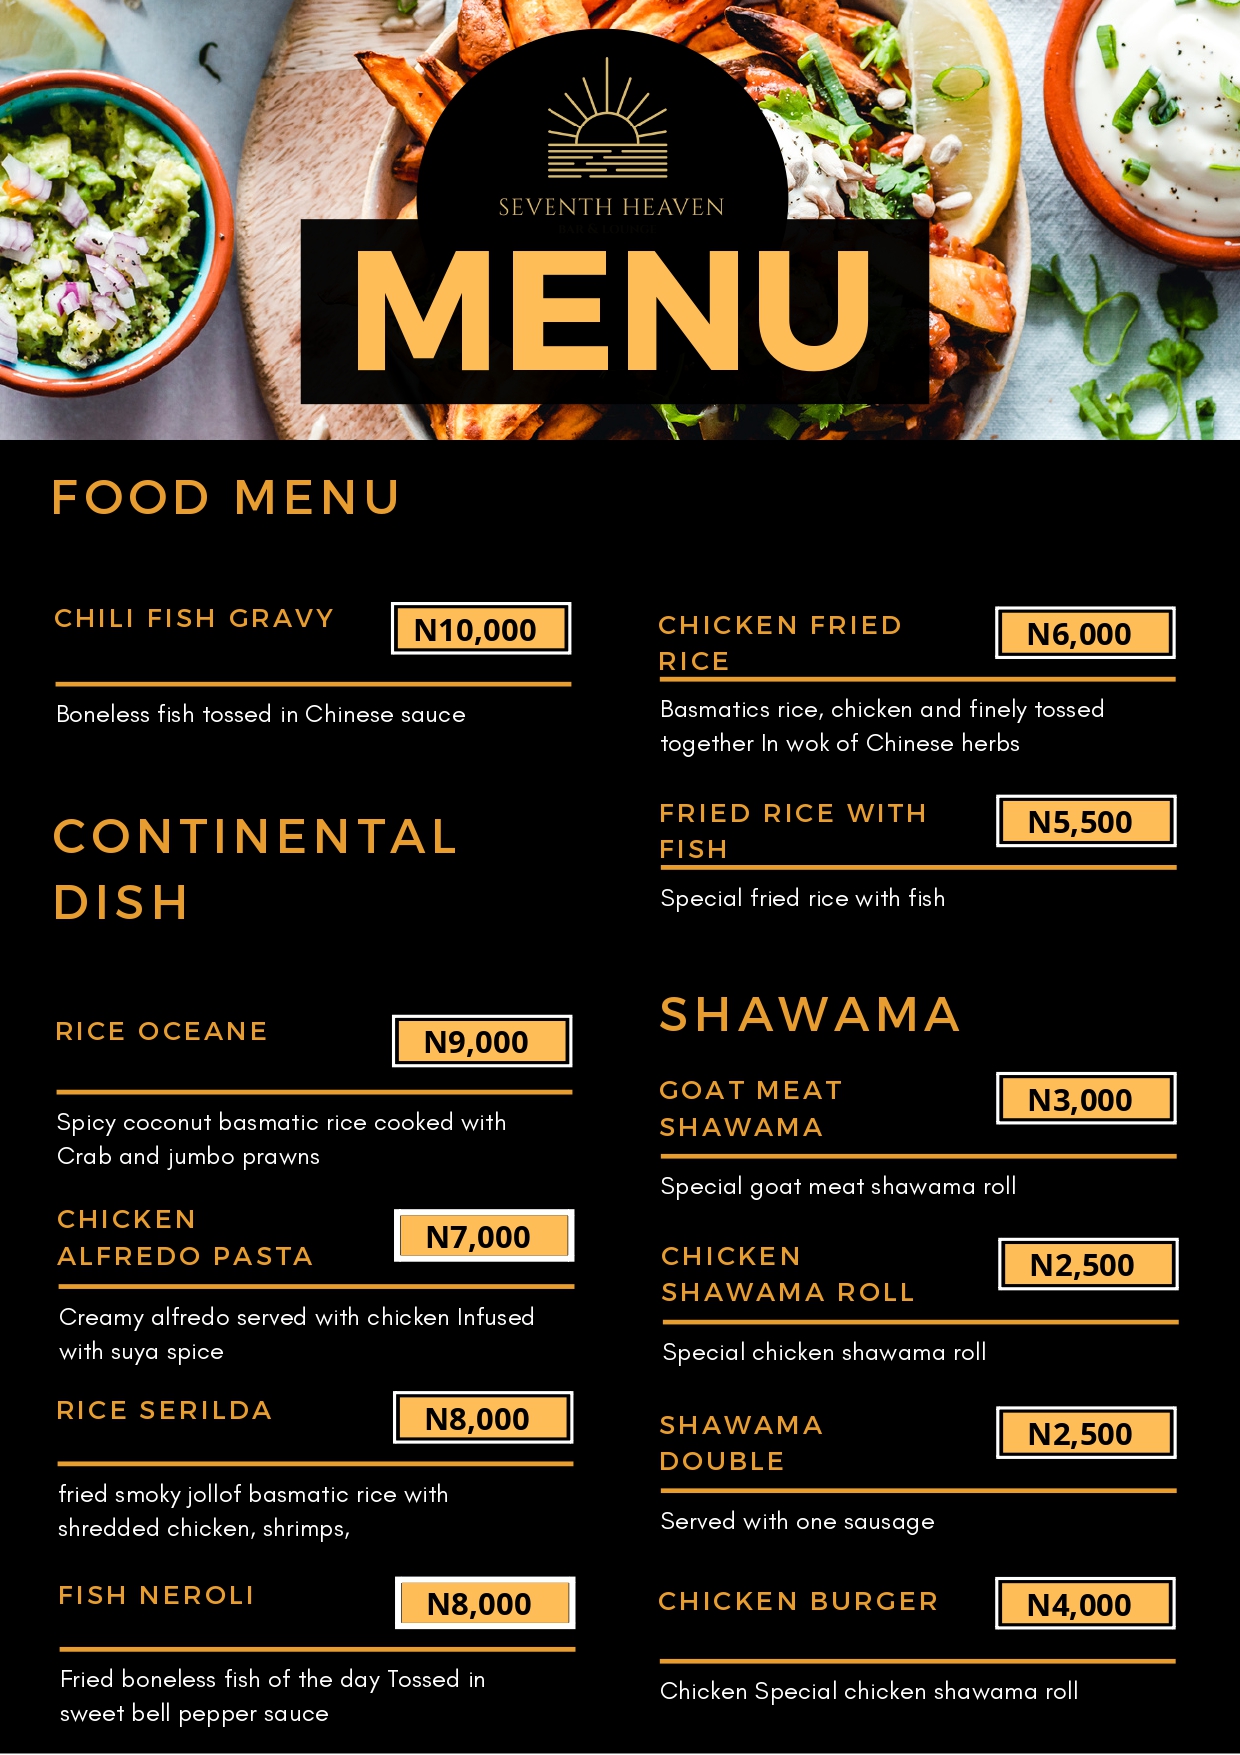 SEVENTH HEAVEN
BAR & LOUNGE
MENU
FOOD MENU
CHILI FISH GRAVY
N10,000
Boneless fish tossed in Chinese sauce
CONTINENTAL
DISH
RICE OCEANE
N9,000
Spicy coconut basmatic rice cooked with
Crab and jumbo prawns
CHICKEN
ALFREDO PASTA
N7,000
Creamy alfredo served with chicken Infused
with suya spice
RICE SERILDA
N8,000
fried smoky jollof basmatic rice with
shredded chicken, shrimps,
FISH NEROLI
N8,000
Fried boneless fish of the day Tossed in
sweet bell pepper sauce
CHICKEN FRIED
RICE
N6,000
Basmatics rice, chicken and finely tossed
together In wok of Chinese herbs
FRIED RICE WITH
FISH
N5,500
Special fried rice with fish
SHAWAMA
GOAT MEAT
SHAWAMA
N3,000
Special goat meat shawama roll
CHICKEN
SHAWAMA ROLL
N2,500
Special chicken shawama roll
SHAWAMA
DOUBLE
N2,500
Served with one sausage
CHICKEN BURGER
N4,000
Chicken Special chicken shawama roll